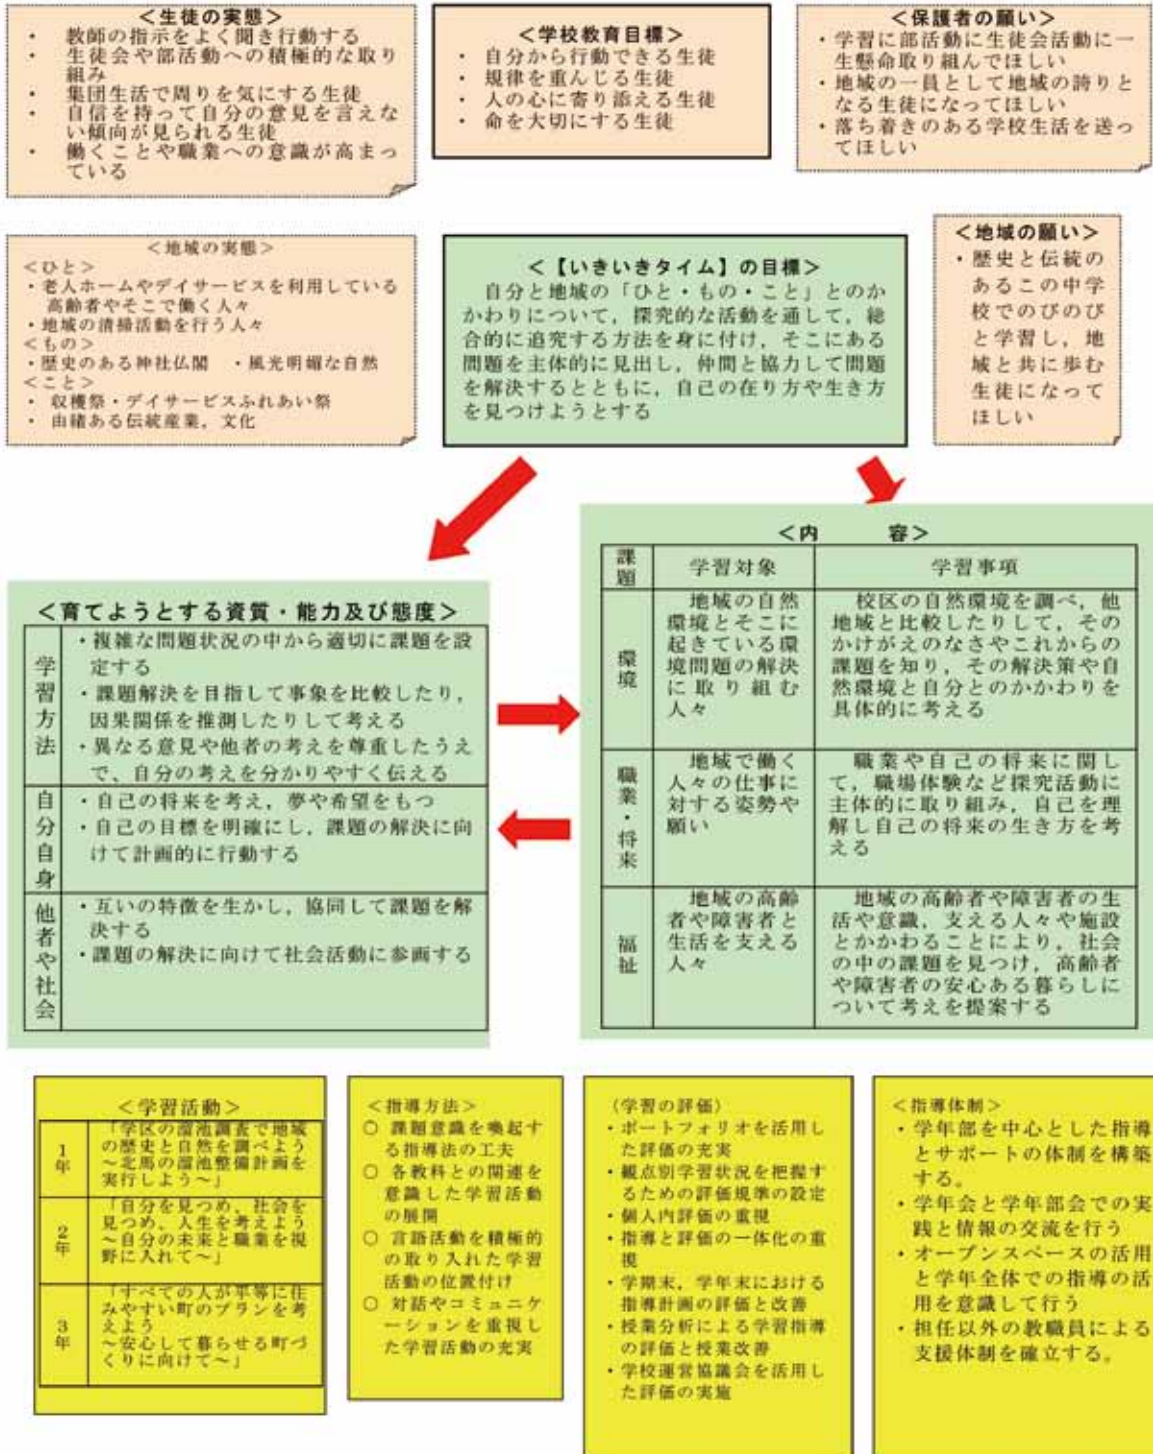 <生徒の実態>
・ 教師の指示をよく聞き行動する
・ 生徒会や部活動への積極的な取り
組み
・ 集団生活で周りを気にする生徒
・ 自信を持って自分の意見を言えな
い傾向が見られる生徒
・ 働くことや職業への意識が高まっ
ている
<学校教育目標>
・ 自分から行動できる生徒
・ 規律を重んじる生徒
・ 人の心に寄り添える生徒
・ 命を大切にする生徒
<保護者の願い>
・学習に部活動に生徒会活動に一
生懸命取り組んでほしい
・地域の一員として地域の誇りと
なる生徒になってほしい
・落ち着きのある学校生活を送っ
てほしい
<地域の実態>
<ひと>
・老人ホームやデイサービスを利用している
高齢者やそこで働く人々
・地域の清掃活動を行う人々
<もの>
・歴史のある神社仏閣 ・風光明媚な自然
<こと>
・ 収穫祭・デイサービスふれあい祭
・ 由緒ある伝統産業，文化
<【いきいきタイム】の目標>
自分と地域の「ひと・もの・こと」とのか
かわりについて，探究的な活動を通して，総
合的に追究する方法を身に付け，そこにある
問題を主体的に見出し，仲間と協力して問題
を解決するとともに，自己の在り方や生き方
を見つけようとする
<地域の願い>
・歴史と伝統の
あるこの中学
校でのびのび
と学習し，地
域と共に歩む
生徒になって
ほしい
<育てようとする資質・能力及び態度>
学習方法
・複雑な問題状況の中から適切に課題を設
定する
・課題解決を目指して事象を比較したり，
因果関係を推測したりして考える
・異なる意見や他者の考えを尊重したうえ
で、自分の考えを分かりやすく伝える
自分自身
・自己の将来を考え，夢や希望をもつ
・自己の目標を明確にし，課題の解決に向
けて計画的に行動する
他者や社会
・互いの特徴を生かし，協同して課題を解
決する
・課題の解決に向けて社会活動に参画する
<内 容>
課題 学習対象 学習事項
環境
地域の自然
環境とそこに
起きている環
境問題の解決
に取り組む
人々
校区の自然環境を調べ，他
地域と比較したりして，その
かけがえのなさやこれからの
課題を知り，その解決策や自
然環境と自分とのかかわりを
具体的に考える
職業・将来
地域で働く
人々の仕事に
対する姿勢や
願い
職業や自己の将来に関し
て，職場体験など探究活動に
主体的に取り組み，自己を理
解し自己の将来の生き方を考
える
福祉
地域の高齢
者や障害者と
生活を支える
人々
地域の高齢者や障害者の生
活や意識，支える人々や施設
とかかわることにより，社会
の中の課題を見つけ，高齢者
や障害者の安心ある暮らしに
ついて考えを提案する
<学習活動>
1年
「学区の溜池調査で地域
の歴史と自然を調べよう
～北馬の溜池整備計画を
実行しよう～」
2年
「自分を見つめ、社会を
見つめ、人生を考えよう
～自分の未来と職業を視
野に入れて～」
3年
「すべての人が平等に住
みやすい町のプランを考
えよう
～安心して暮らせる町づ
くりに向けて～」
<指導方法>
○ 課題意識を喚起す
る指導法の工夫
○ 各教科との関連を
意識した学習活動
の展開
○ 言語活動を積極的
の取り入れた学習
活動の位置付け
○ 対話やコミュニケ
ーションを重視し
た学習活動の充実
（学習の評価）
・ポートフォリオを活用し
た評価の充実
・観点別学習状況を把握す
るための評価規準の設定
・個人内評価の重視
・指導と評価の一体化の重
視
・学期末，学年末における
指導計画の評価と改善
・授業分析による学習指導
の評価と授業改善
・学校運営協議会を活用し
た評価の実施
<指導体制>
・学年部を中心とした指導
とサポートの体制を構築
する。
・学年会と学年部会での実
践と情報の交流を行う
・オープンスペースの活用
と学年全体での指導の活
用を意識して行う
・担任以外の教職員による
支援体制を確立する。